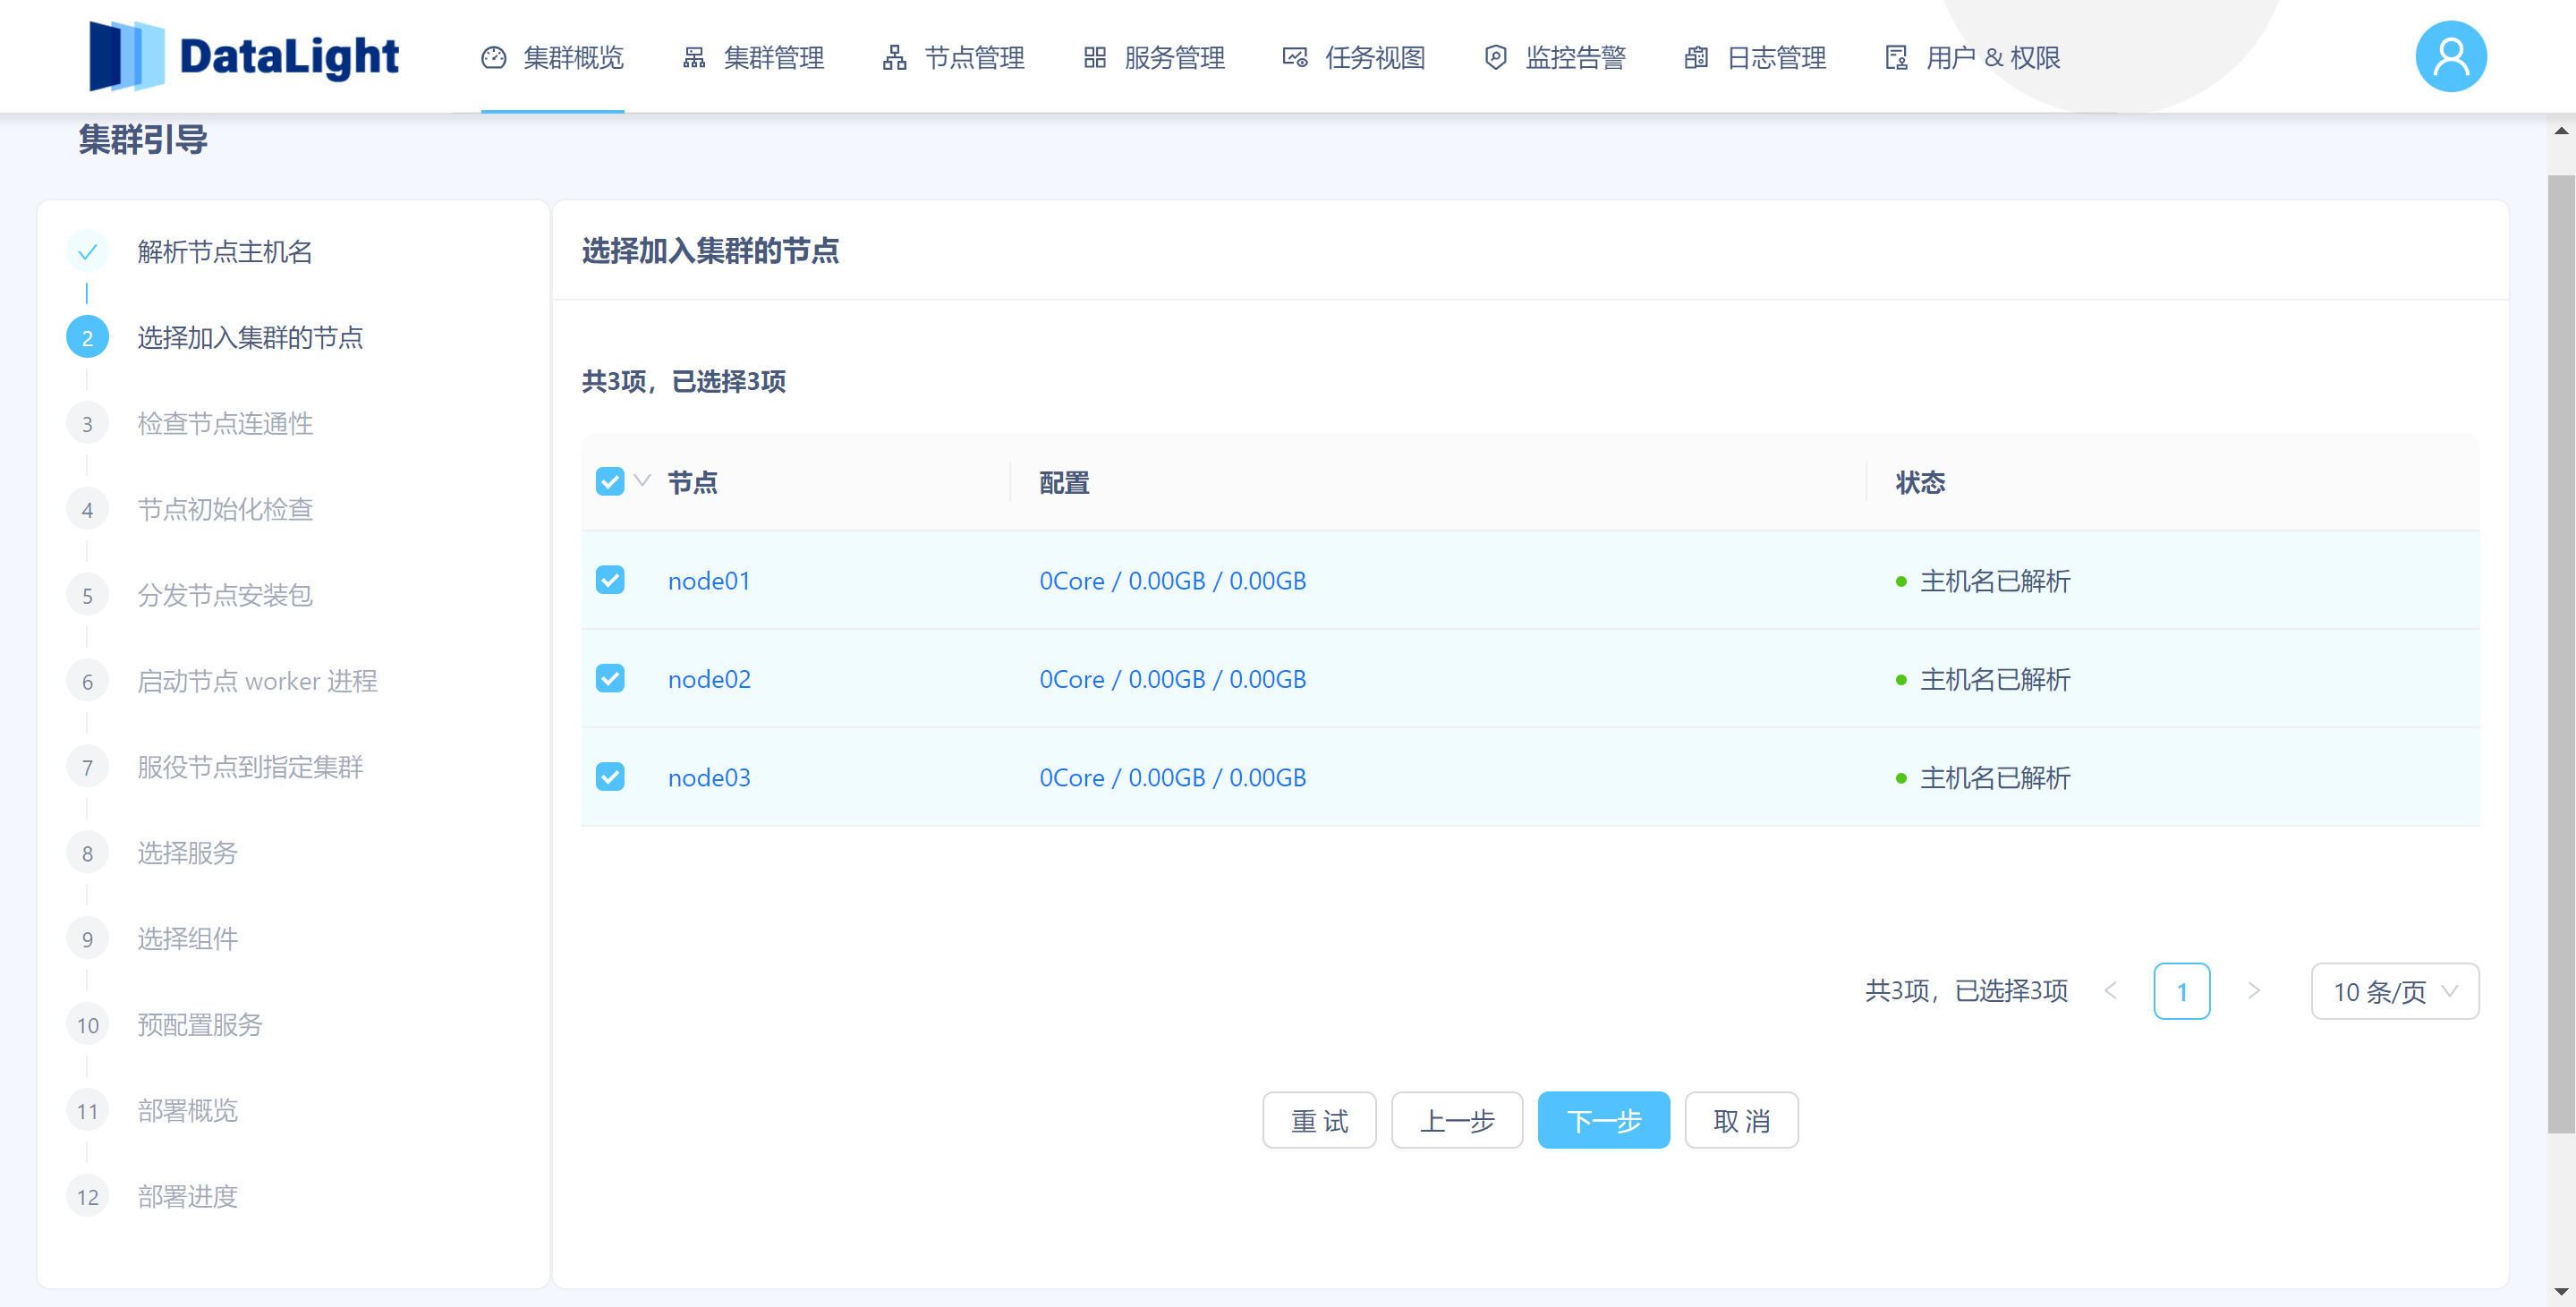 DataLight
集群概览
集群管理
节点管理
服务管理
任务视图
监控告警
日志管理
用户 & 权限
集群引导
解析节点主机名
2 选择加入集群的节点
3 检查节点连通性
4 节点初始化检查
5 分发节点安装包
6 启动节点 worker 进程
7 服役节点到指定集群
8 选择服务
9 选择组件
10 预配置服务
11 部署概览
12 部署进度
选择加入集群的节点
共3项，已选择3项
节点 配置 状态
node01 0Core / 0.00GB / 0.00GB 主机名已解析
node02 0Core / 0.00GB / 0.00GB 主机名已解析
node03 0Core / 0.00GB / 0.00GB 主机名已解析
共3项，已选择3项 < 1 > 10 条/页
重 试 上一步 下一步 取 消